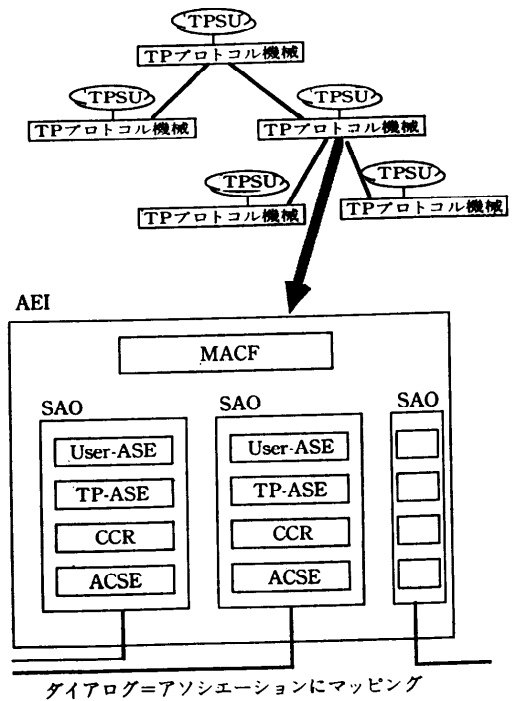 TPSU
TPプロトコル機械
TPSU
TPSU
TPプロトコル機械
TPプロトコル機械
TPSU
TPSU
TPプロトコル機械
TPプロトコル機械
AEI
MACF
SAO
SAO
SAO
User-ASE
User-ASE
TP-ASE
TP-ASE
CCR
CCR
ACSE
ACSE
ダイアログ=アソシエーションにマッピング